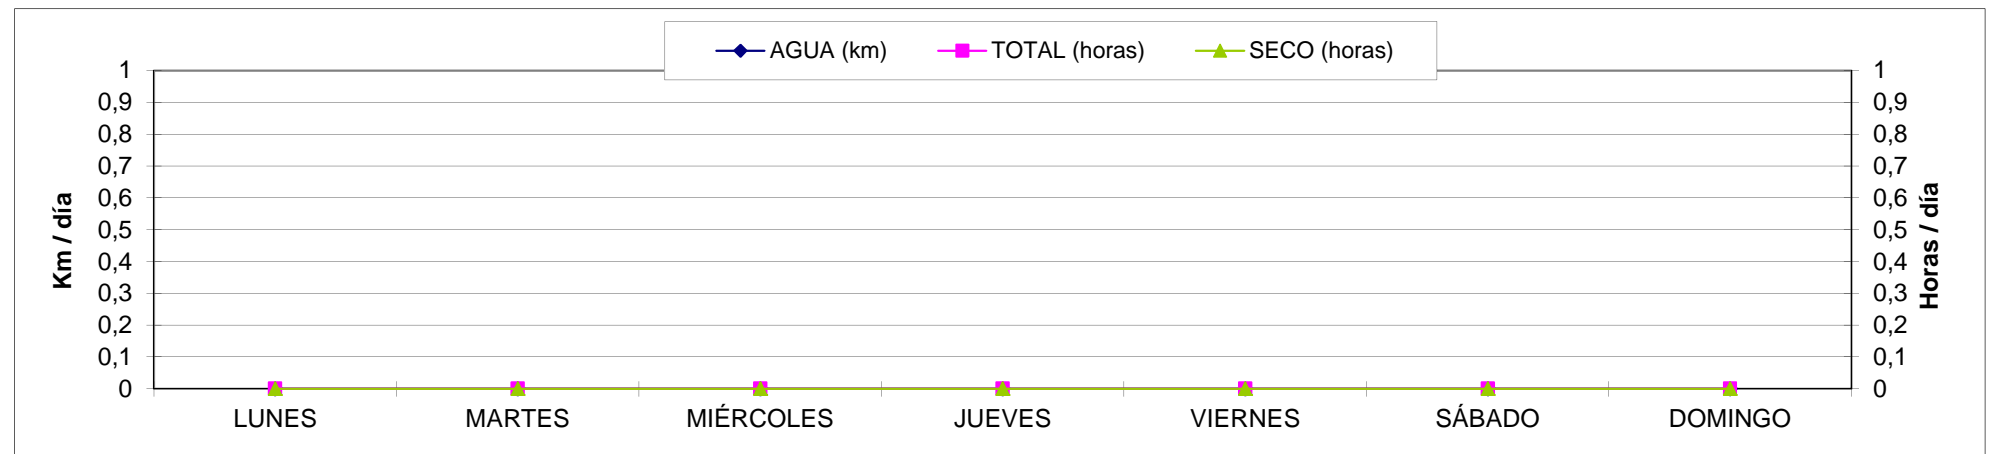 AGUA (km) TOTAL (horas) SECO (horas)
1 1
0,9 0,9
0,8 0,8
0,7 0,7
0,6 0,6
0,5 0,5
0,4 0,4
0,3 0,3
0,2 0,2
0,1 0,1
0 0
Km / día
Horas / día
LUNES MARTES MIÉRCOLES JUEVES VIERNES SÁBADO DOMINGO